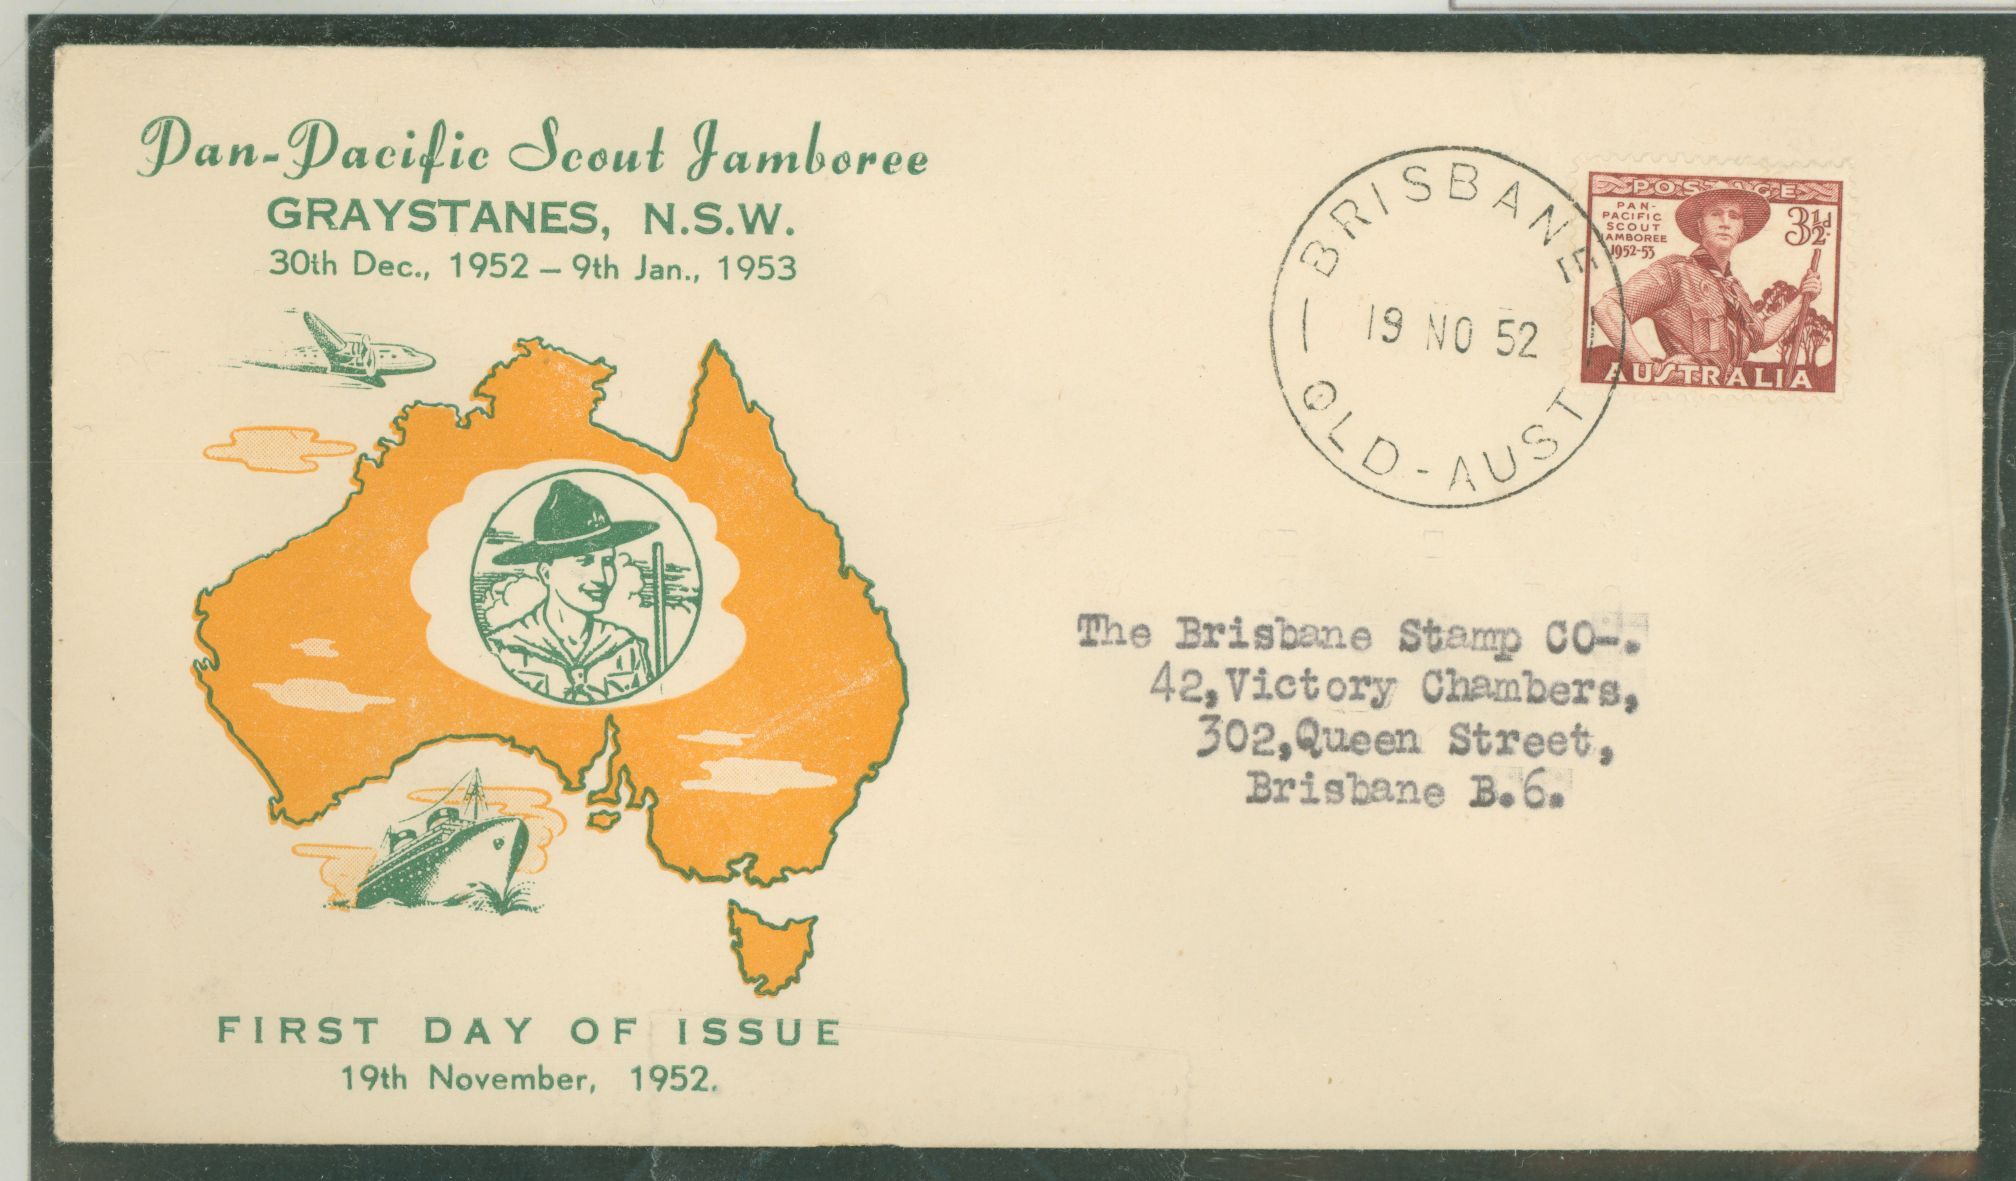 Pan-Pacific Scout Jamboree
GRAYSTANES, N.S.W.
30th Dec., 1952 – 9th Jan., 1953
FIRST DAY OF ISSUE
19th November, 1952.
BRISBANE
19 NO 52
QLD-AUST
POSTAGE
PAN-
PACIFIC
SCOUT
JAMBOREE
1952-53
3½d.
AUSTRALIA
The Brisbane Stamp CO-.
42,Victory Chambers,
302,Queen Street,
Brisbane B.6.